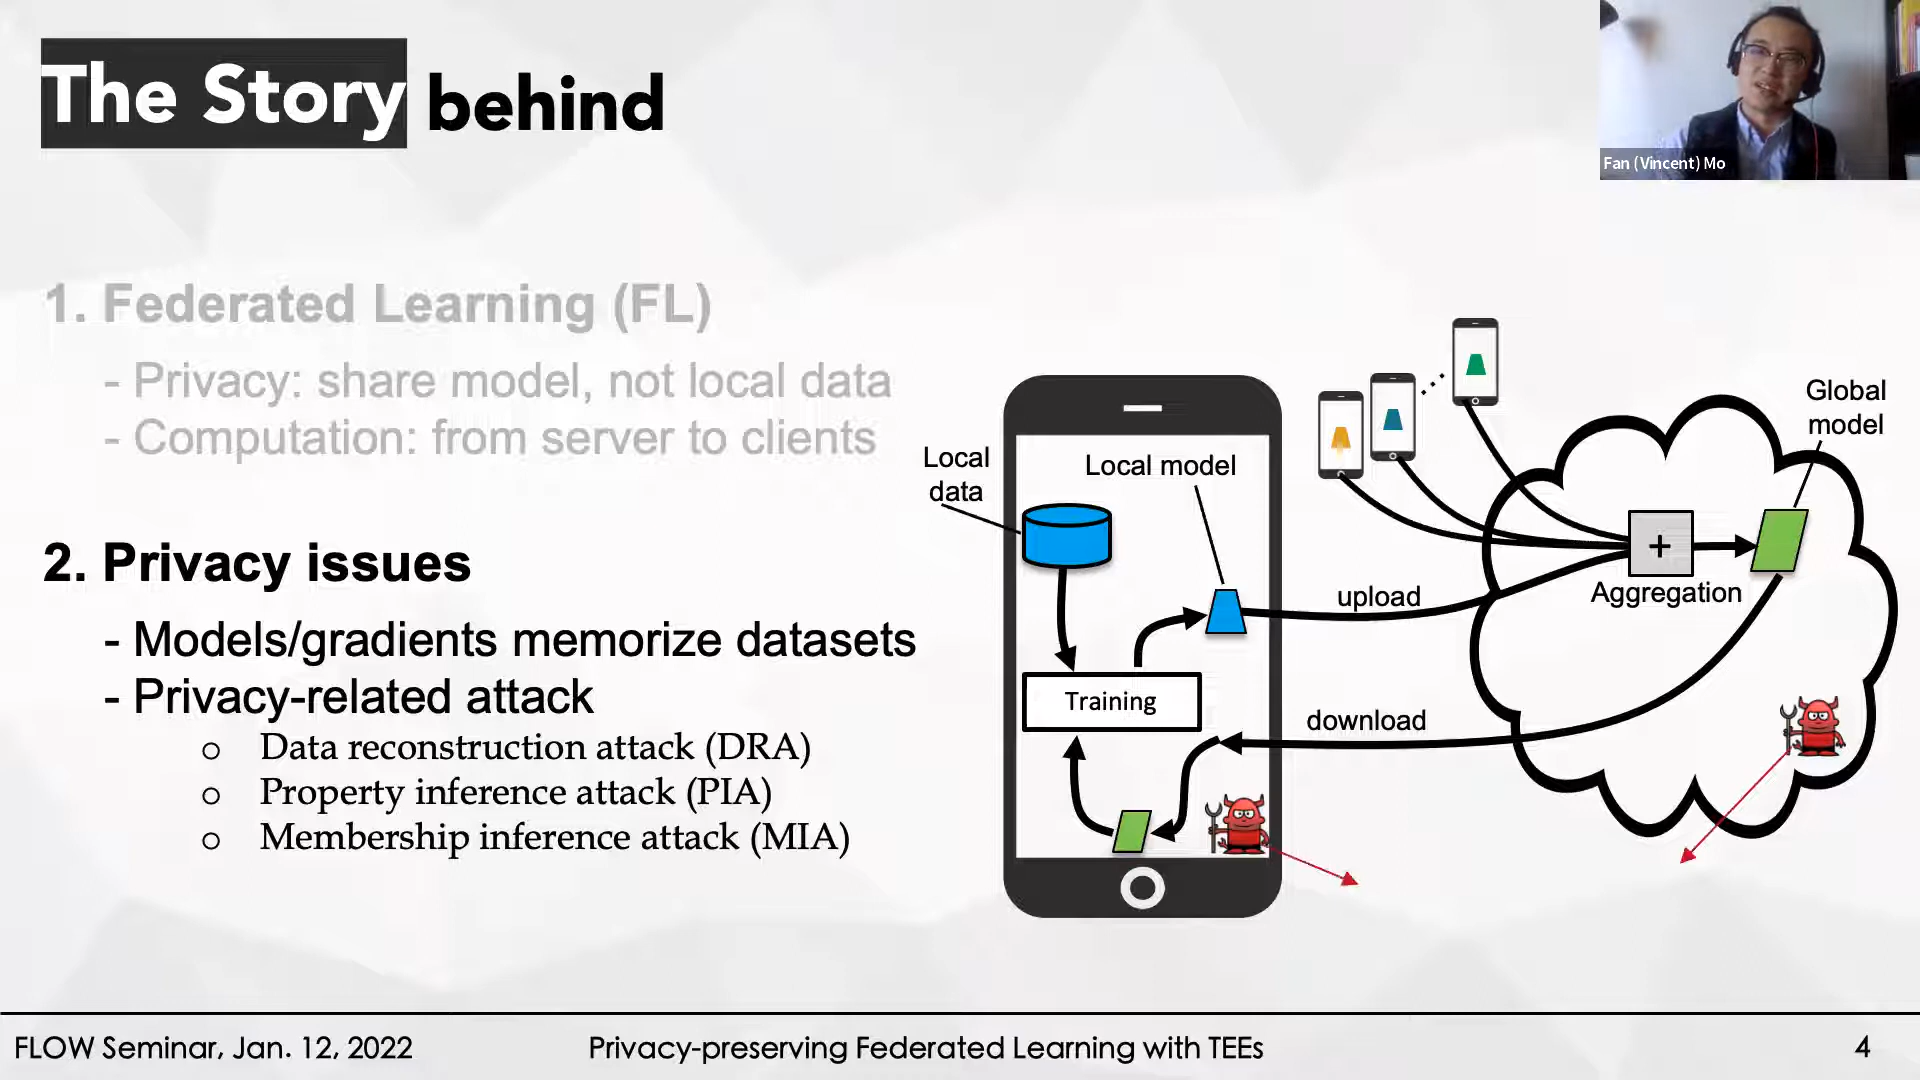 The Story behind
Fan (Vincent) Mo
1. Federated Learning (FL)
- Privacy: share model, not local data
- Computation: from server to clients
2. Privacy issues
- Models/gradients memorize datasets
- Privacy-related attack
o Data reconstruction attack (DRA)
o Property inference attack (PIA)
o Membership inference attack (MIA)
Local
data
Local model
Training
upload
download
+
Aggregation
Global
model
FLOW Seminar, Jan. 12, 2022
Privacy-preserving Federated Learning with TEEs
4